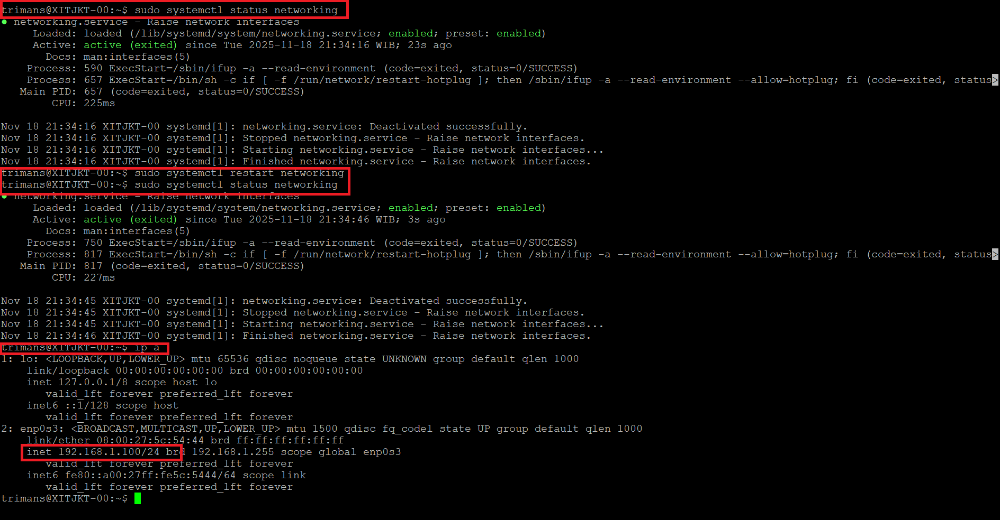 trimans@XITJKT-00:~$ sudo systemctl status networking
● networking.service - Raise network interfaces
Loaded: loaded (/lib/systemd/system/networking.service; enabled; preset: enabled)
Active: active (exited) since Tue 2025-11-18 21:34:16 WIB; 23s ago
Docs: man:interfaces(5)
Process: 590 ExecStart=/sbin/ifup -a --read-environment (code=exited, status=0/SUCCESS)
Process: 657 ExecStart=/bin/sh -c if [ -f /run/network/restart-hotplug ]; then /sbin/ifup -a --read-environment --allow=hotplug; fi (code=exited, status>
Main PID: 657 (code=exited, status=0/SUCCESS)
CPU: 225ms
Nov 18 21:34:16 XITJKT-00 systemd[1]: networking.service: Deactivated successfully.
Nov 18 21:34:16 XITJKT-00 systemd[1]: Stopped networking.service - Raise network interfaces.
Nov 18 21:34:16 XITJKT-00 systemd[1]: Starting networking.service - Raise network interfaces...
Nov 18 21:34:16 XITJKT-00 systemd[1]: Finished networking.service - Raise network interfaces.
trimans@XITJKT-00:~$ sudo systemctl restart networking
trimans@XITJKT-00:~$ sudo systemctl status networking
● networking.service - Raise network interfaces
Loaded: loaded (/lib/systemd/system/networking.service; enabled; preset: enabled)
Active: active (exited) since Tue 2025-11-18 21:34:46 WIB; 3s ago
Docs: man:interfaces(5)
Process: 750 ExecStart=/sbin/ifup -a --read-environment (code=exited, status=0/SUCCESS)
Process: 817 ExecStart=/bin/sh -c if [ -f /run/network/restart-hotplug ]; then /sbin/ifup -a --read-environment --allow=hotplug; fi (code=exited, status>
Main PID: 817 (code=exited, status=0/SUCCESS)
CPU: 227ms
Nov 18 21:34:45 XITJKT-00 systemd[1]: networking.service: Deactivated successfully.
Nov 18 21:34:45 XITJKT-00 systemd[1]: Stopped networking.service - Raise network interfaces.
Nov 18 21:34:45 XITJKT-00 systemd[1]: Starting networking.service - Raise network interfaces...
Nov 18 21:34:46 XITJKT-00 systemd[1]: Finished networking.service - Raise network interfaces.
trimans@XITJKT-00:~$ ip a
1: lo: <LOOPBACK,UP,LOWER_UP> mtu 65536 qdisc noqueue state UNKNOWN group default qlen 1000
link/loopback 00:00:00:00:00:00 brd 00:00:00:00:00:00
inet 127.0.0.1/8 scope host lo
valid_lft forever preferred_lft forever
inet6 ::1/128 scope host
valid_lft forever preferred_lft forever
2: enp0s3: <BROADCAST,MULTICAST,UP,LOWER_UP> mtu 1500 qdisc fq_codel state UP group default qlen 1000
link/ether 08:00:27:5c:54:44 brd ff:ff:ff:ff:ff:ff
inet 192.168.1.100/24 brd 192.168.1.255 scope global enp0s3
valid_lft forever preferred_lft forever
inet6 fe80::a00:27ff:fe5c:5444/64 scope link
valid_lft forever preferred_lft forever
trimans@XITJKT-00:~$